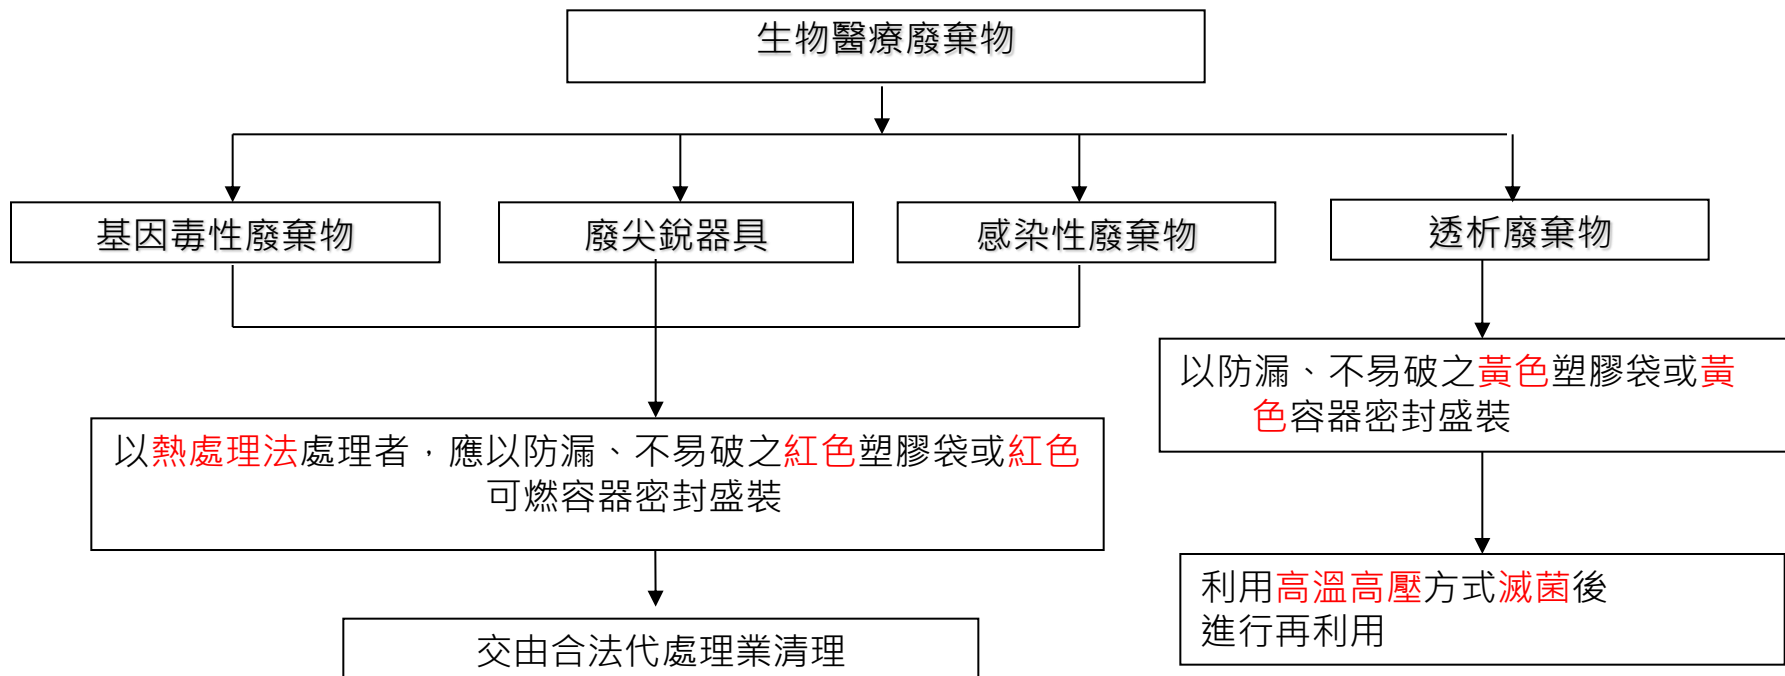 生物醫療廢棄物
基因毒性廢棄物
廢尖銳器具
感染性廢棄物
透析廢棄物
以防漏、不易破之黃色塑膠袋或黃
色容器密封盛裝
以熱處理法處理者，應以防漏、不易破之紅色塑膠袋或紅色
可燃容器密封盛裝
利用高溫高壓方式滅菌後
進行再利用
交由合法代處理業清理